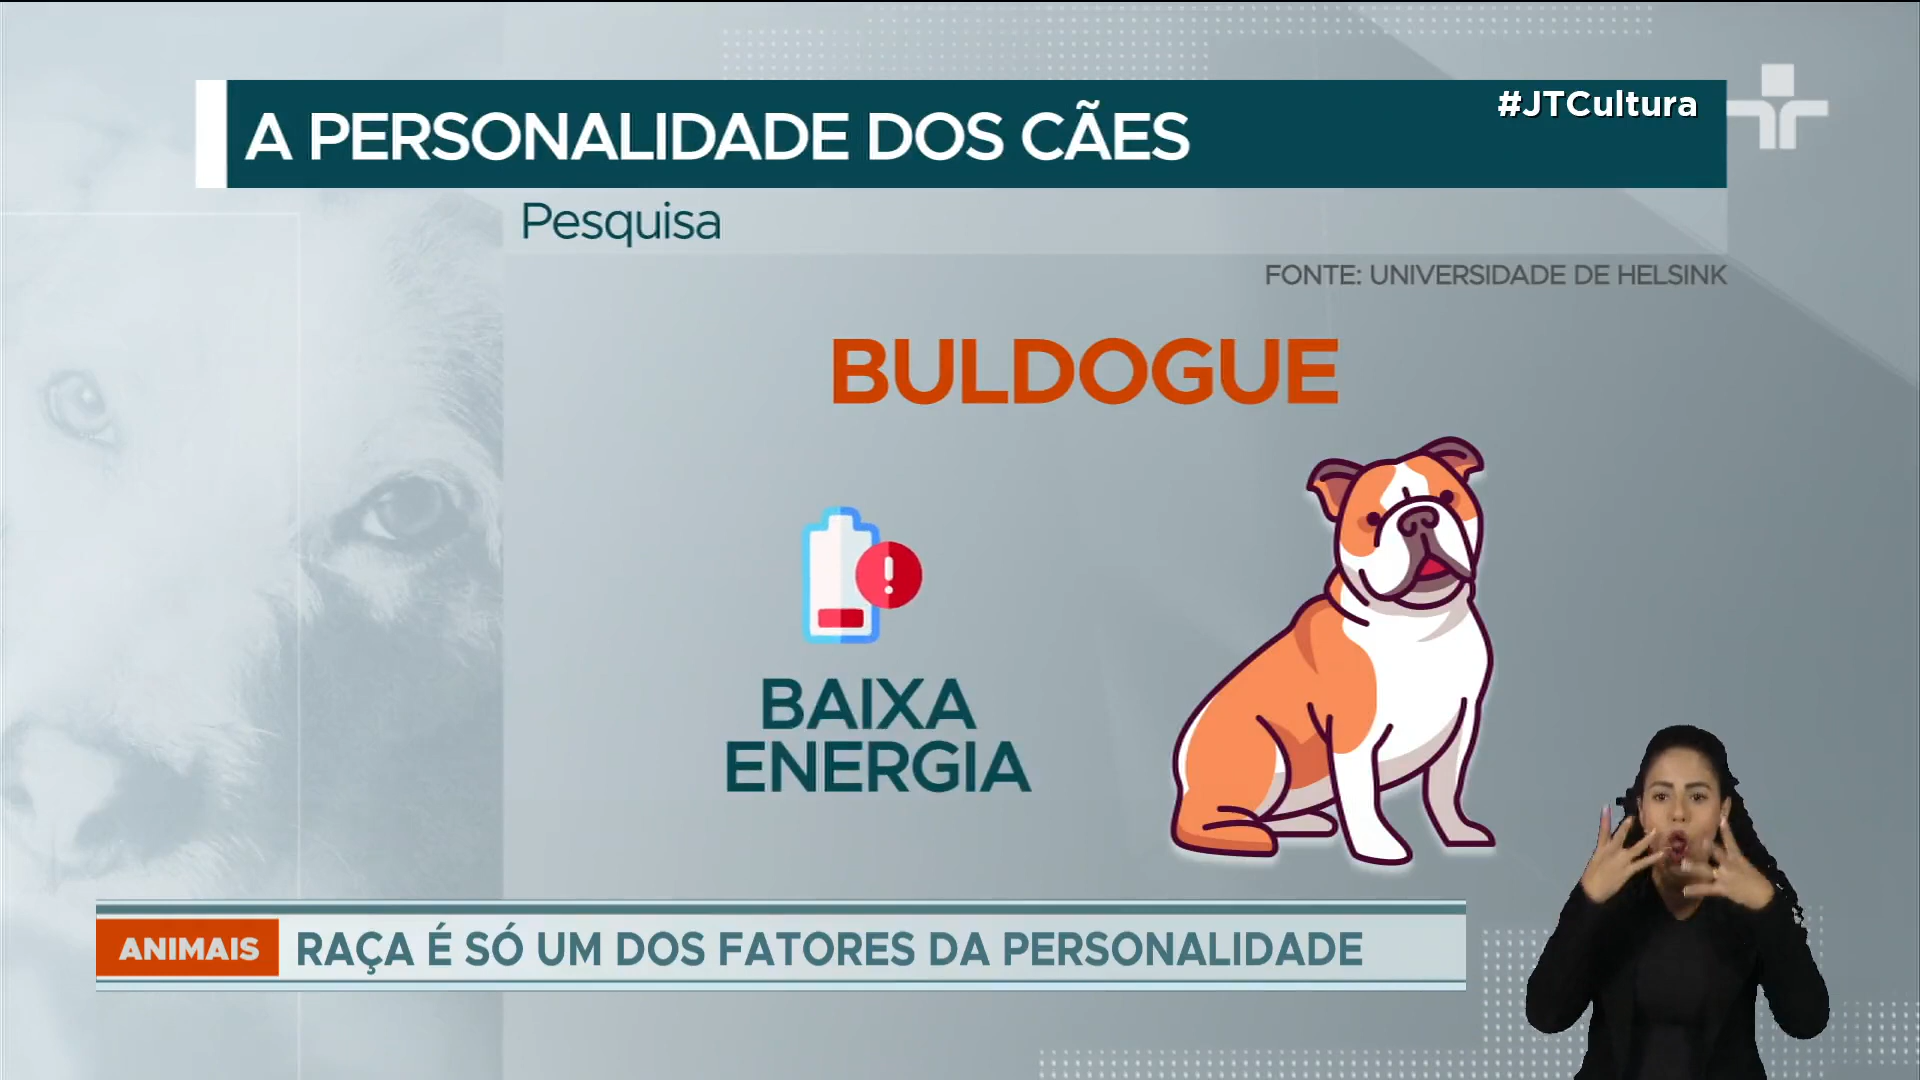 #JTCultura
A PERSONALIDADE DOS CÃES
Pesquisa
FONTE: UNIVERSIDADE DE HELSINK
BULDOGUE
BAIXA
ENERGIA
ANIMAIS RAÇA É SÓ UM DOS FATORES DA PERSONALIDADE